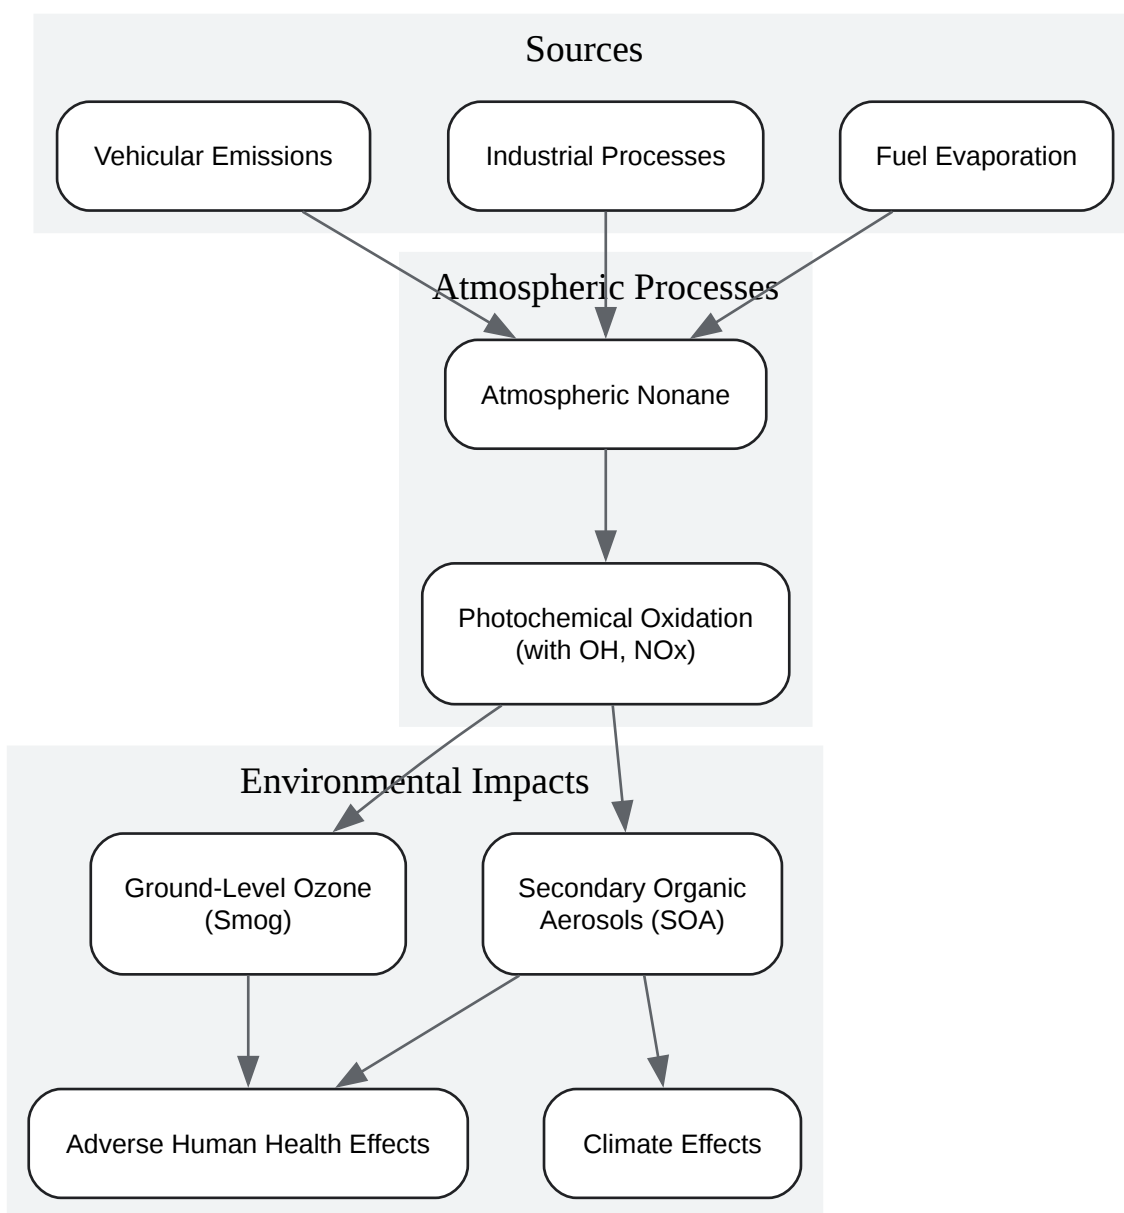 Sources
Vehicular Emissions
Industrial Processes
Fuel Evaporation
Atmospheric Processes
Atmospheric Nonane
Photochemical Oxidation
(with OH, NOx)
Environmental Impacts
Ground-Level Ozone
(Smog)
Secondary Organic
Aerosols (SOA)
Adverse Human Health Effects
Climate Effects